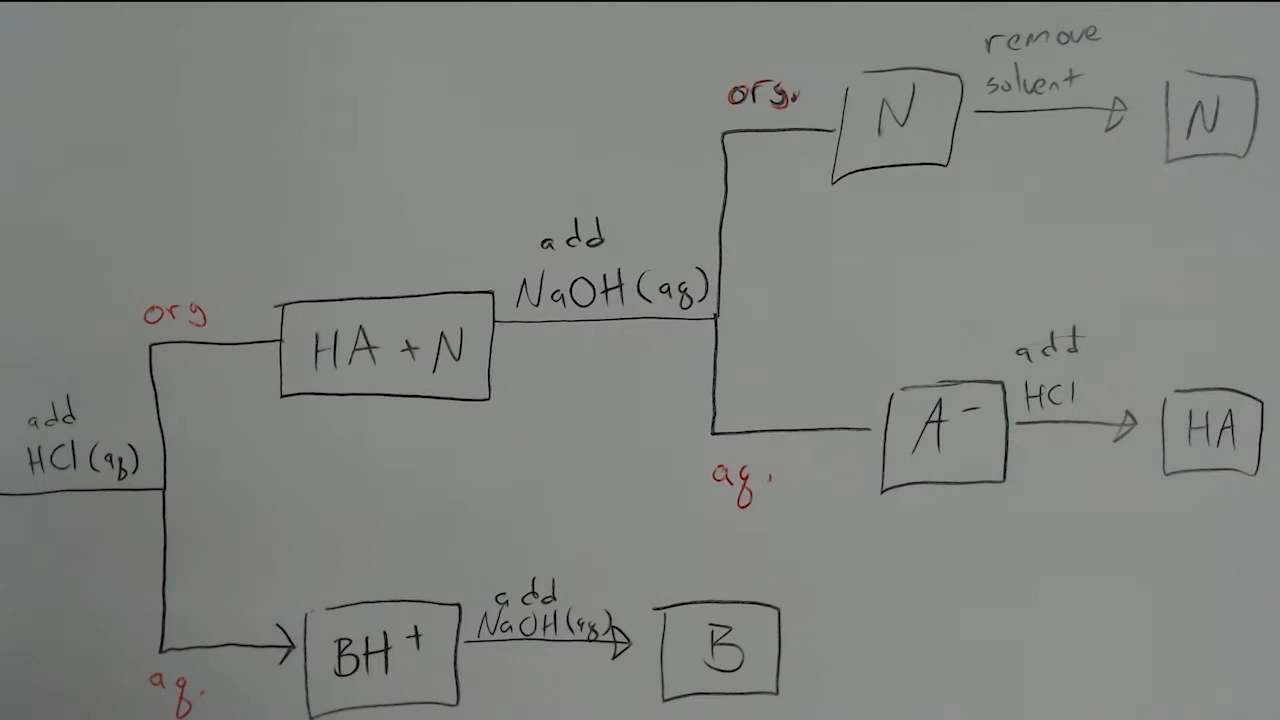 remove
solvent
org.
N
N
add
NaOH(aq)
org
HA + N
add
HCl
add
HCl(aq)
A⁻
HA
aq.
add
NaOH(aq)
BH⁺
B
aq.